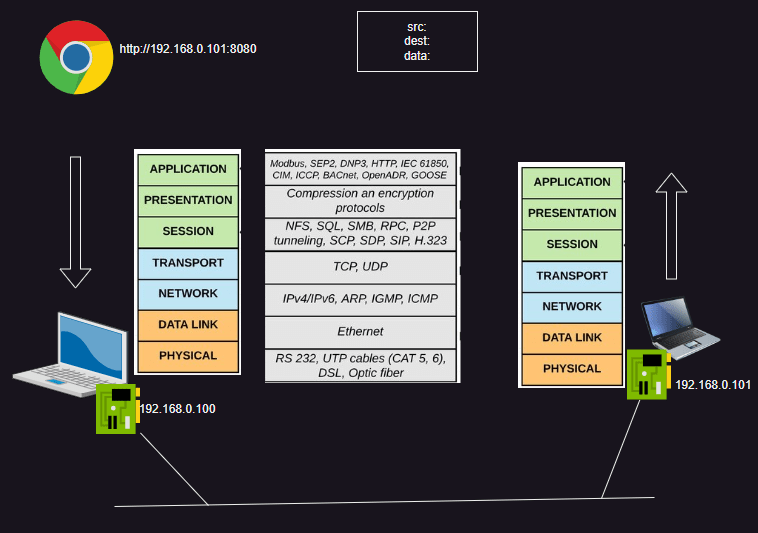 http://192.168.0.101:8080
src:
dest:
data:
APPLICATION
PRESENTATION
SESSION
TRANSPORT
NETWORK
DATA LINK
PHYSICAL
Modbus, SEP2, DNP3, HTTP, IEC 61850,
CIM, ICCP, BACnet, OpenADR, GOOSE
Compression an encryption
protocols
NFS, SQL, SMB, RPC, P2P
tunneling, SCP, SDP, SIP, H.323
TCP, UDP
IPv4/IPv6, ARP, IGMP, ICMP
Ethernet
RS 232, UTP cables (CAT 5, 6),
DSL, Optic fiber
APPLICATION
PRESENTATION
SESSION
TRANSPORT
NETWORK
DATA LINK
PHYSICAL
192.168.0.100
192.168.0.101